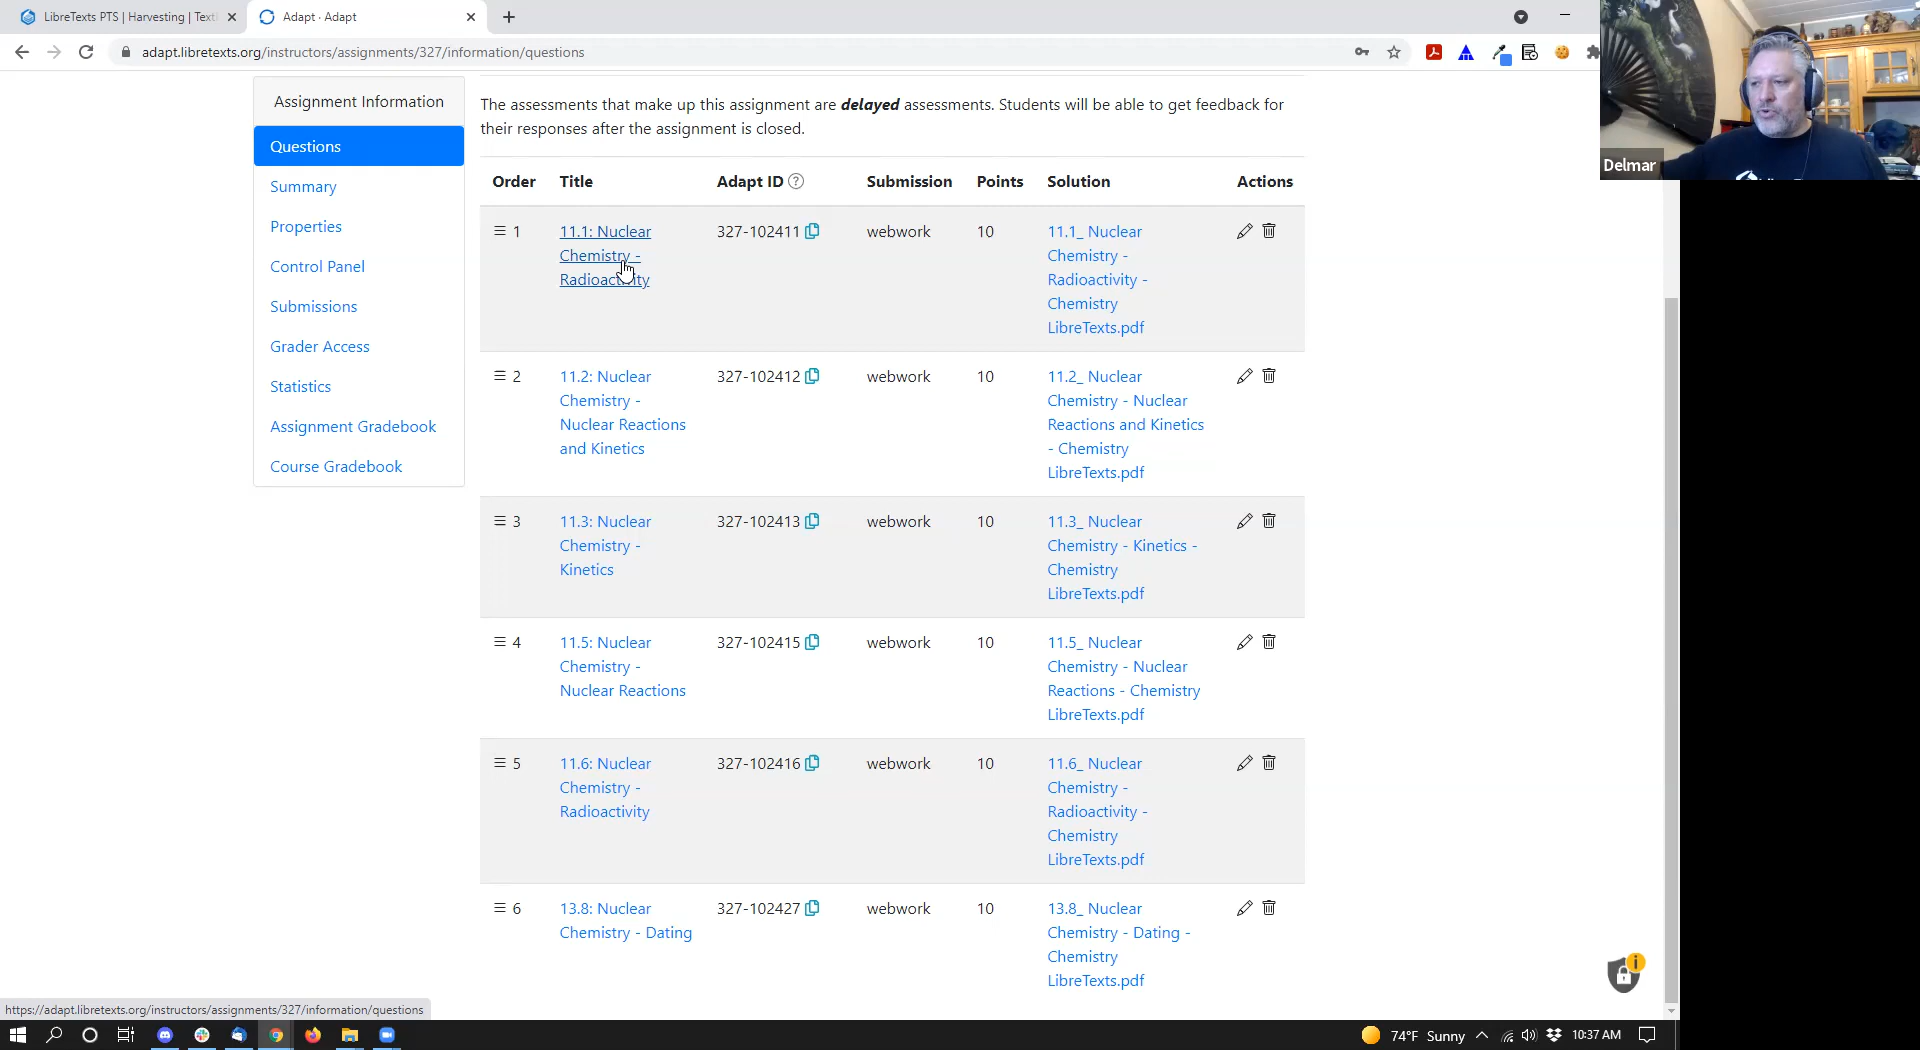 LibreTexts PTS | Harvesting | Text
Adapt · Adapt
adapt.libretexts.org/instructors/assignments/327/information/questions
Delmar
Assignment Information
Questions
Summary
Properties
Control Panel
Submissions
Grader Access
Statistics
Assignment Gradebook
Course Gradebook
The assessments that make up this assignment are delayed assessments. Students will be able to get feedback for
their responses after the assignment is closed.
Order Title Adapt ID ? Submission Points Solution Actions
1 11.1: Nuclear 327-102411 webwork 10 11.1_ Nuclear
Chemistry - Chemistry -
Radioactivity Radioactivity -
Chemistry
LibreTexts.pdf
2 11.2: Nuclear 327-102412 webwork 10 11.2_ Nuclear
Chemistry - Chemistry - Nuclear
Nuclear Reactions Reactions and Kinetics
and Kinetics - Chemistry
LibreTexts.pdf
3 11.3: Nuclear 327-102413 webwork 10 11.3_ Nuclear
Chemistry - Chemistry - Kinetics -
Kinetics Chemistry
LibreTexts.pdf
4 11.5: Nuclear 327-102415 webwork 10 11.5_ Nuclear
Chemistry - Chemistry - Nuclear
Nuclear Reactions Reactions - Chemistry
LibreTexts.pdf
5 11.6: Nuclear 327-102416 webwork 10 11.6_ Nuclear
Chemistry - Chemistry -
Radioactivity Radioactivity -
Chemistry
LibreTexts.pdf
6 13.8: Nuclear 327-102427 webwork 10 13.8_ Nuclear
Chemistry - Dating Chemistry - Dating -
Chemistry
LibreTexts.pdf
https://adapt.libretexts.org/instructors/assignments/327/information/questions
74°F Sunny 10:37 AM